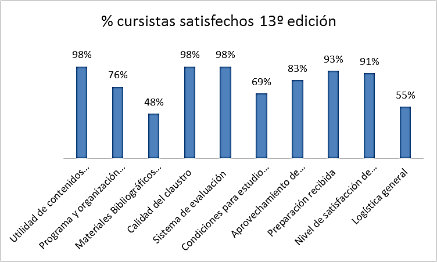 % cursistas satisfechos 13º edición
98%
76%
48%
98%
98%
69%
83%
93%
91%
55%
Utilidad de contenidos...
Programa y organización...
Materiales Bibliográficos...
Calidad del claustro
Sistema de evaluación
Condiciones para estudio...
Aprovechamiento de...
Preparación recibida
Nivel de satisfacción de...
Logística general